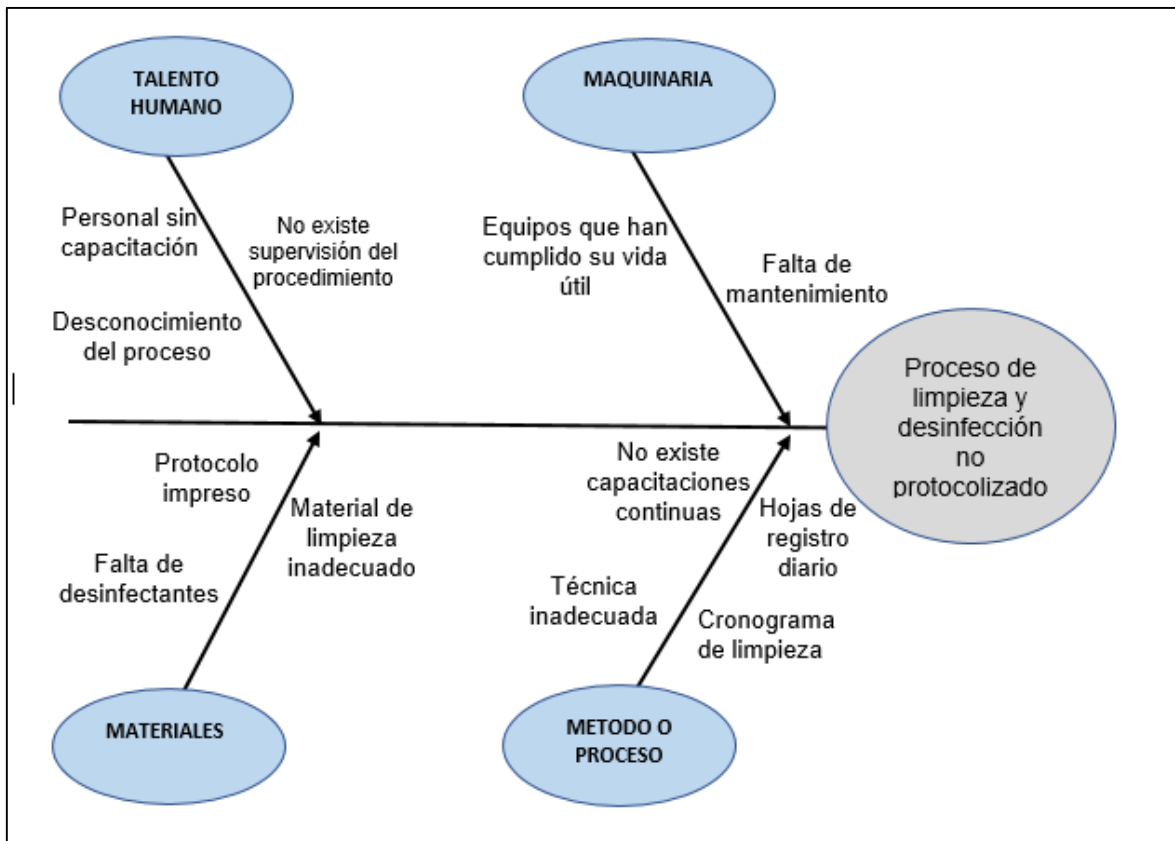 TALENTO
HUMANO
MAQUINARIA
Personal sin
capacitación
No existe
supervisión del
procedimiento
Desconocimiento
del proceso
Equipos que han
cumplido su vida
útil
Falta de
mantenimiento
Proceso de
limpieza y
desinfección
no
protocolizado
Protocolo
impreso
Material de
limpieza
inadecuado
Falta de
desinfectantes
No existe
capacitaciones
continuas
Hojas de
registro
diario
Técnica
inadecuada
Cronograma
de limpieza
MATERIALES
METODO O
PROCESO